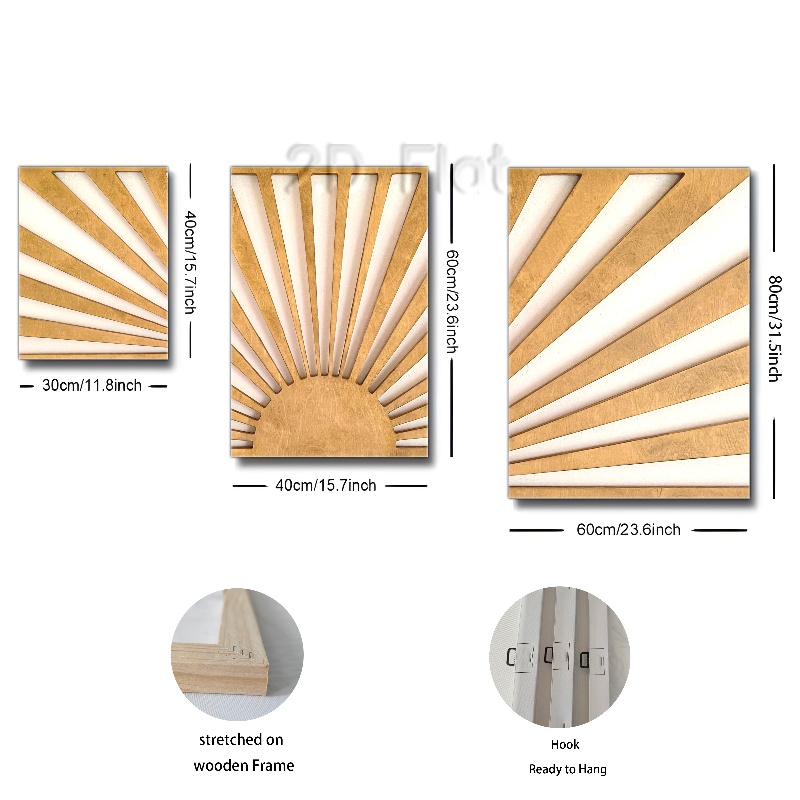 2D Flat
40cm/15.7inch
30cm/11.8inch
60cm/23.6inch
40cm/15.7inch
80cm/31.5inch
60cm/23.6inch
stretched on
wooden Frame
Hook
Ready to Hang